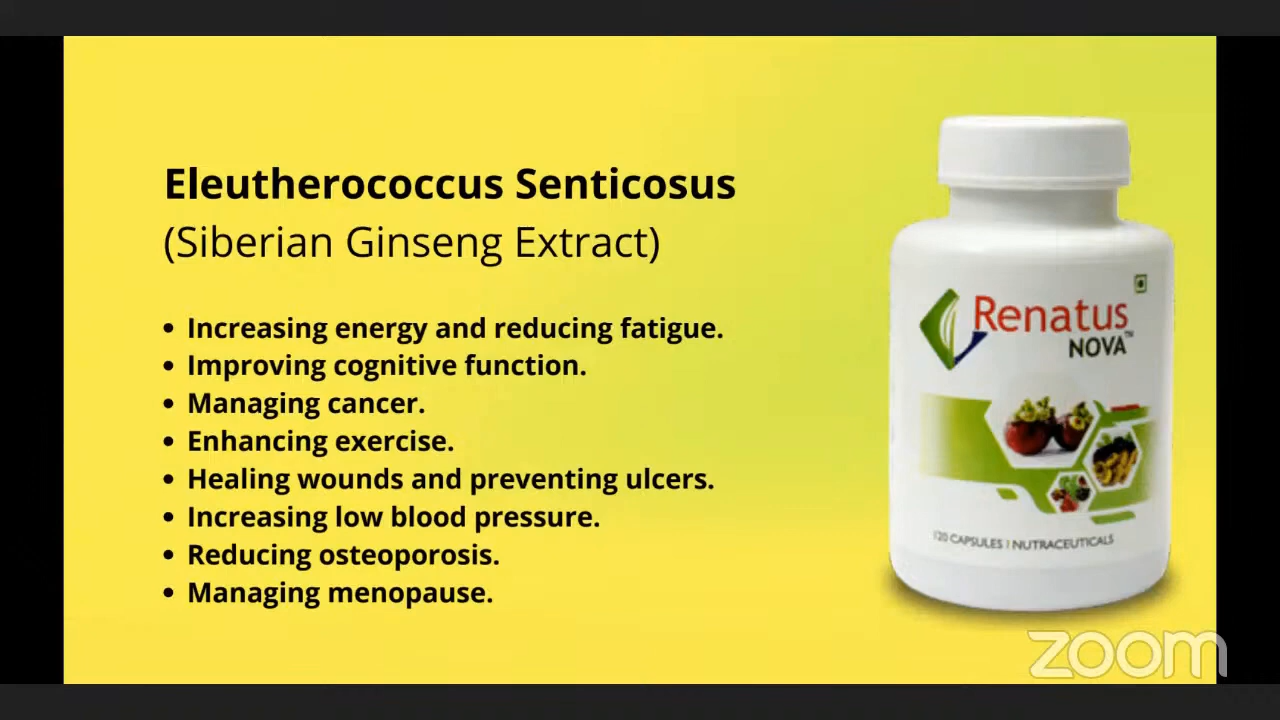 Eleutherococcus Senticosus
(Siberian Ginseng Extract)
• Increasing energy and reducing fatigue.
• Improving cognitive function.
• Managing cancer.
• Enhancing exercise.
• Healing wounds and preventing ulcers.
• Increasing low blood pressure.
• Reducing osteoporosis.
• Managing menopause.
Renatus
NOVA™
120 CAPSULES | NUTRACEUTICALS
zoom